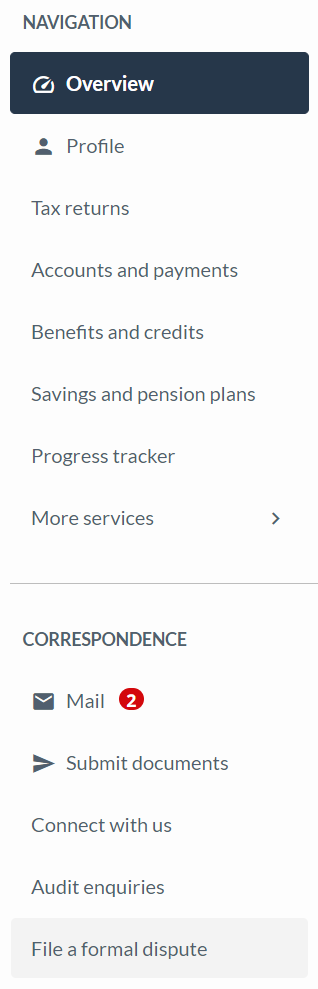 NAVIGATION
Overview
Profile
Tax returns
Accounts and payments
Benefits and credits
Savings and pension plans
Progress tracker
More services
CORRESPONDENCE
Mail 2
Submit documents
Connect with us
Audit enquiries
File a formal dispute